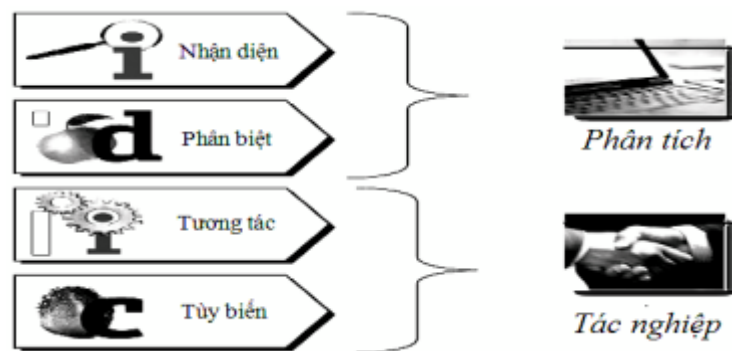 i Nhận diện
d Phân biệt
Phân tích
i Tương tác
c Tùy biến
Tác nghiệp